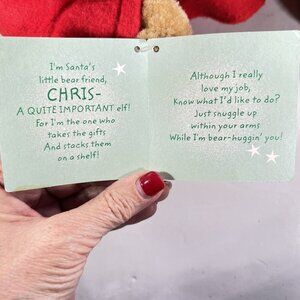 I'm Santa's
little bear friend,
CHRIS-
A QUITE IMPORTANT elf!
For I'm the one who
takes the gifts
And stacks them
on a shelf!
Although I really
love my job,
Know what I'd like to do?
Just snuggle up
within your arms
While I'm bear-huggin' you!